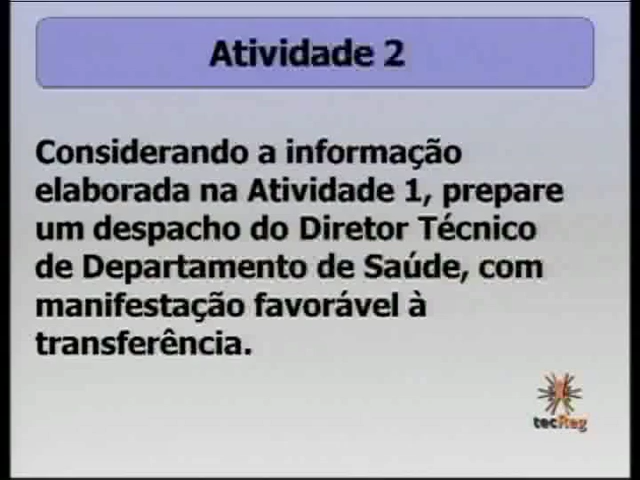 Atividade 2
Considerando a informação
elaborada na Atividade 1, prepare
um despacho do Diretor Técnico
de Departamento de Saúde, com
manifestação favorável à
transferência.
tecReg